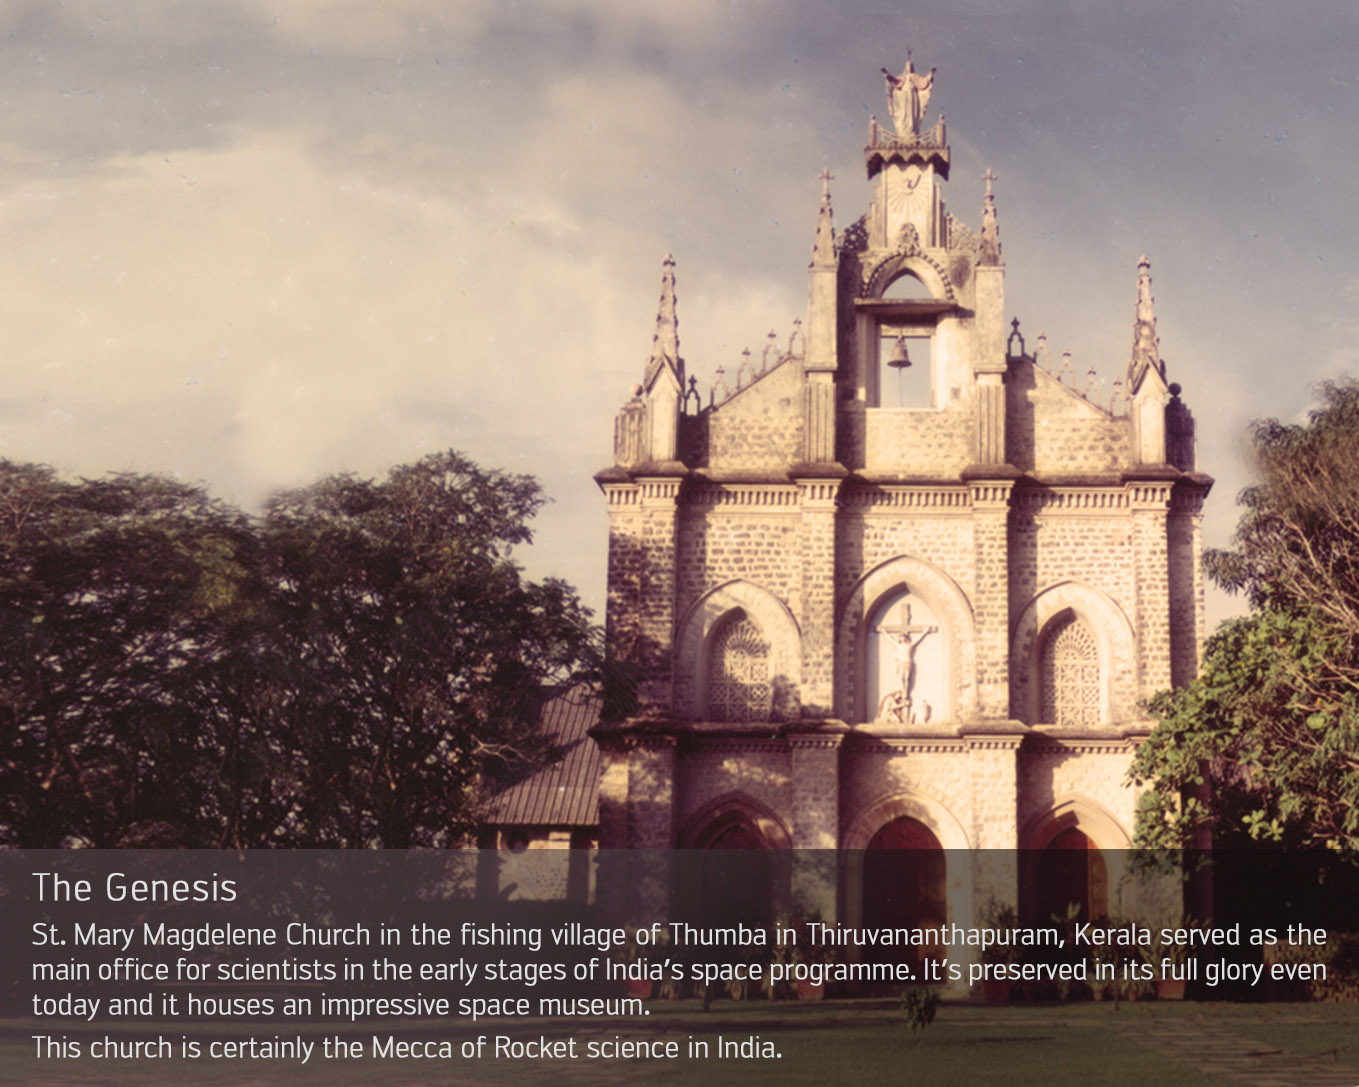 The Genesis
St. Mary Magdelene Church in the fishing village of Thumba in Thiruvananthapuram, Kerala served as the
main office for scientists in the early stages of India's space programme. It's preserved in its full glory even
today and it houses an impressive space museum.
This church is certainly the Mecca of Rocket science in India.